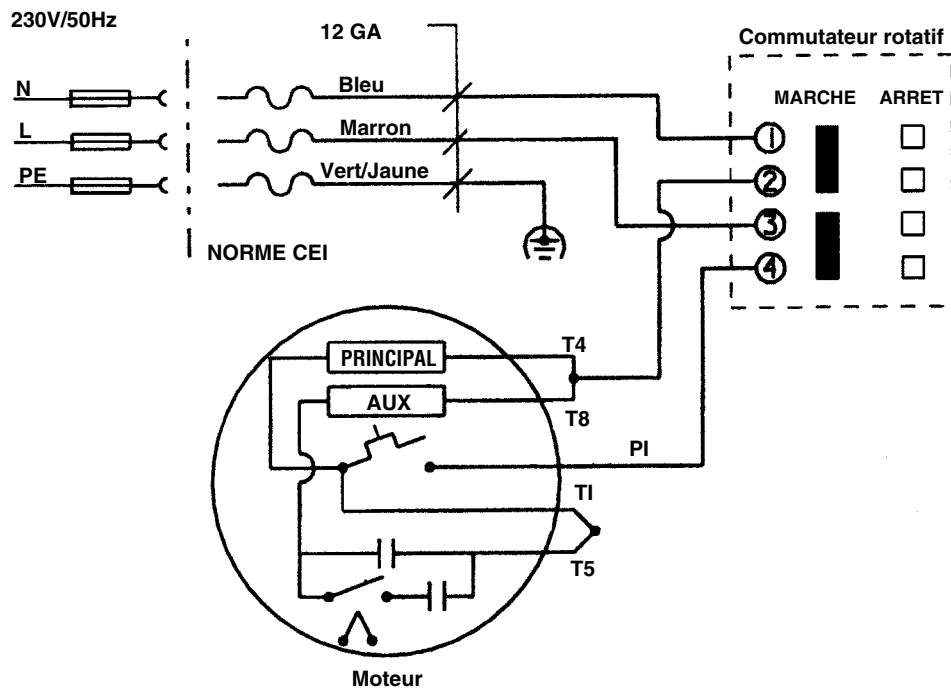 230V/50Hz
12 GA
Commutateur rotatif
N
Bleu
MARCHE ARRET
L
Marron
1
PE
Vert/Jaune
2
3
NORME CEI
4
PRINCIPAL
T4
AUX
T8
PI
TI
T5
Moteur